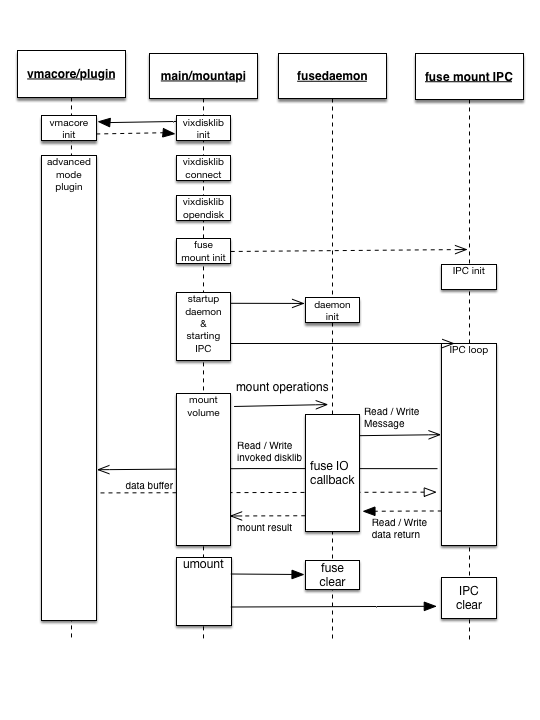 vmacore/plugin
main/mountapi
fusedaemon
fuse mount IPC
vmacore
init
vixdisklib
init
advanced
mode
plugin
vixdisklib
connect
vixdisklib
opendisk
fuse
mount init
IPC init
startup
daemon
&
starting
IPC
daemon
init
IPC loop
mount
volume
mount operations
Read / Write
Message
Read / Write
invoked disklib
fuse IO
callback
data buffer
mount result
Read / Write
data return
umount
fuse
clear
IPC
clear